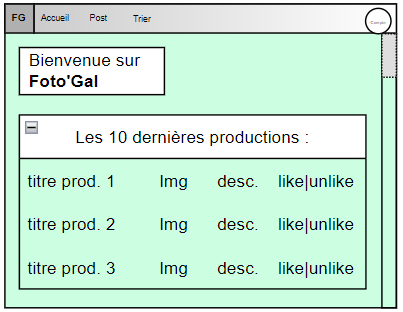 FG Accueil Post Trier Compte
Bienvenue sur
Foto'Gal
Les 10 dernières productions :
titre prod. 1 Img desc. like|unlike
titre prod. 2 Img desc. like|unlike
titre prod. 3 Img desc. like|unlike